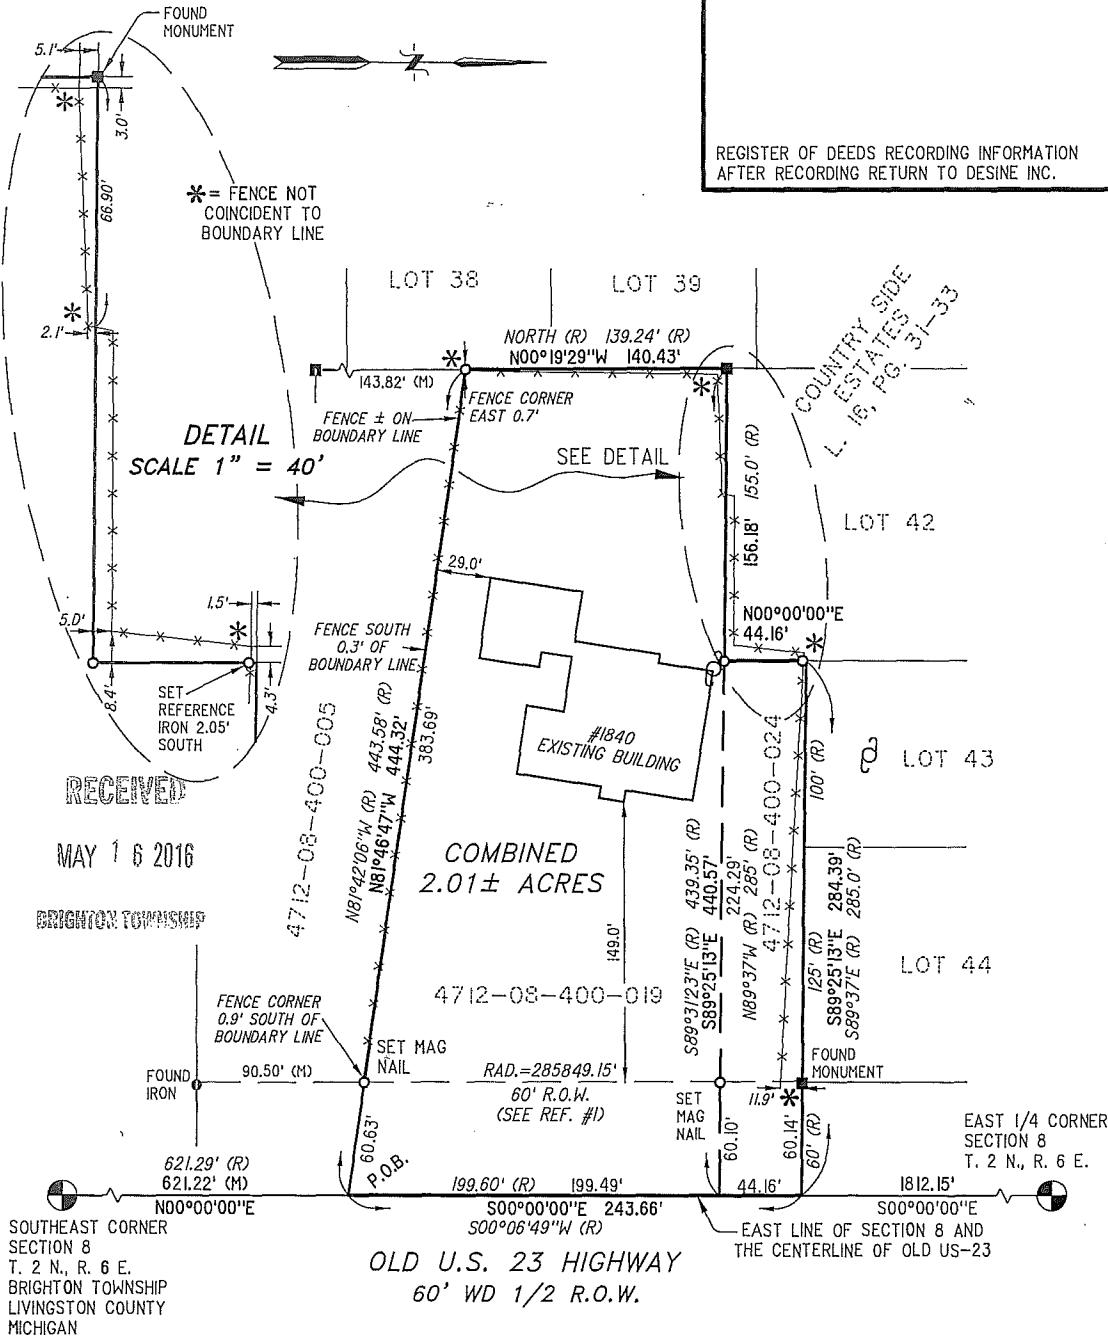 FOUND
MONUMENT
5.1'
3.0'
66.90'
* = FENCE NOT
COINCIDENT TO
BOUNDARY LINE
2.1'
REGISTER OF DEEDS RECORDING INFORMATION
AFTER RECORDING RETURN TO DESINE INC.
LOT 38
LOT 39
NORTH (R) 139.24' (R)
N00°19'29"W 140.43'
COUNTRY SIDE
ESTATES
L. 16, PG. 31-33
143.82' (M)
FENCE CORNER
EAST 0.7'
FENCE ± ON
BOUNDARY LINE
DETAIL
SCALE 1" = 40'
SEE DETAIL
156.18' 155.0' (R)
LOT 42
29.0'
N00°00'00"E
44.16'
1.5'
5.0'
8.4'
4.3'
SET
REFERENCE
IRON 2.05'
SOUTH
FENCE SOUTH
0.3' OF
BOUNDARY LINE
4712-08-400-005
N81°42'06"W (R) 443.58' (R)
N81°46'47"W 444.32'
383.69'
#1840
EXISTING BUILDING
LOT 43
100' (R)
RECEIVED
MAY 16 2016
BRIGHTON TOWNSHIP
COMBINED
2.01± ACRES
149.0'
4712-08-400-019
S89°31'23"E (R) 439.35' (R)
S89°25'13"E 440.57'
224.29'
N89°37'W (R) 285' (R)
4712-08-400-024
125' (R)
S89°25'13"E 284.39'
S89°37'E (R) 285.0' (R)
LOT 44
FENCE CORNER
0.9' SOUTH OF
BOUNDARY LINE
SET MAG
NAIL
FOUND
IRON
90.50' (M)
RAD.=285849.15'
60' R.O.W.
(SEE REF. #1)
SET
MAG
NAIL
11.9'
FOUND
MONUMENT
60.63'
P.O.B.
60.10'
60.14'
60' (R)
EAST 1/4 CORNER
SECTION 8
T. 2 N., R. 6 E.
621.29' (R)
621.22' (M)
N00°00'00"E
199.60' (R) 199.49'
44.16'
S00°00'00"E 243.66'
S00°06'49"W (R)
1812.15'
S00°00'00"E
SOUTHEAST CORNER
SECTION 8
T. 2 N., R. 6 E.
BRIGHTON TOWNSHIP
LIVINGSTON COUNTY
MICHIGAN
EAST LINE OF SECTION 8 AND
THE CENTERLINE OF OLD US-23
OLD U.S. 23 HIGHWAY
60' WD 1/2 R.O.W.